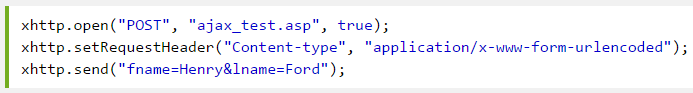 xhttp.open("POST", "ajax_test.asp", true);
xhttp.setRequestHeader("Content-type", "application/x-www-form-urlencoded");
xhttp.send("fname=Henry&lname=Ford");